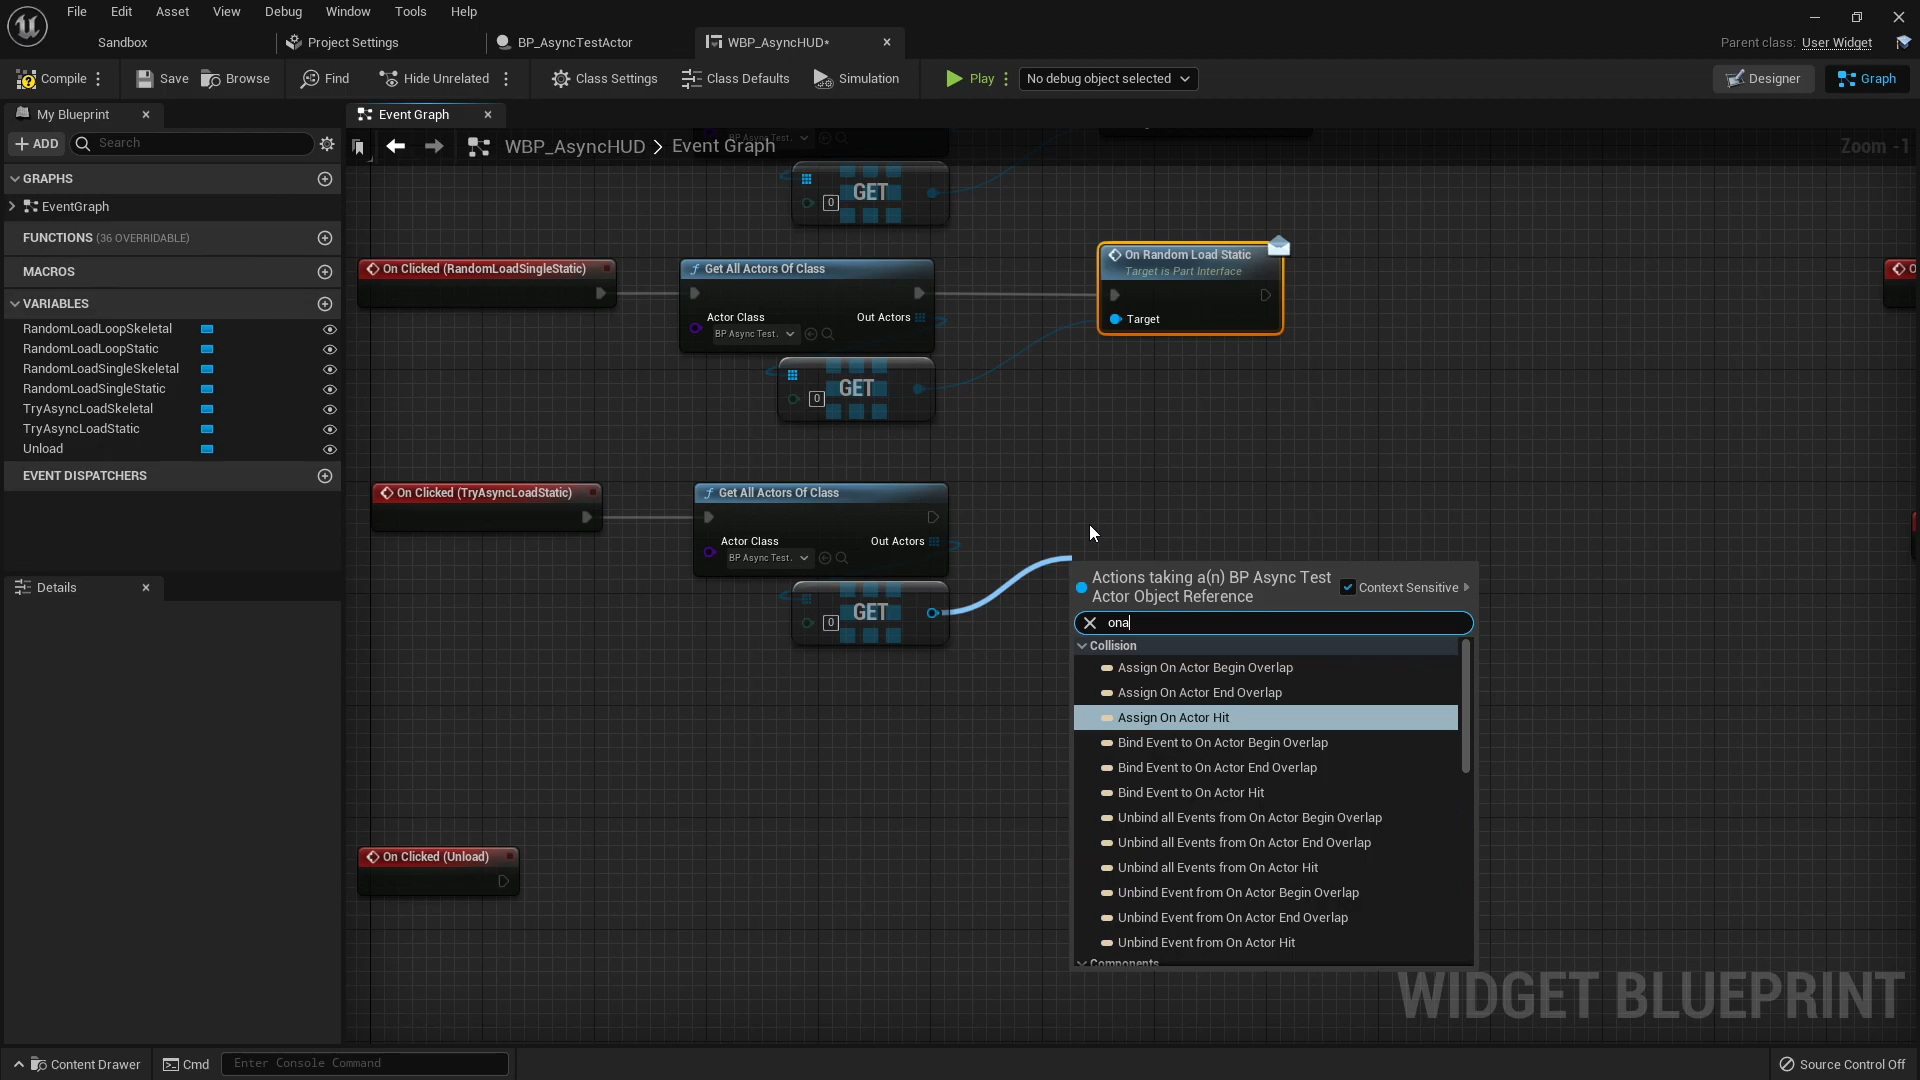 File Edit Asset View Debug Window Tools Help
Sandbox Project Settings BP_AsyncTestActor WBP_AsyncHUD* Parent class: User Widget
Compile Save Browse Find Hide Unrelated Class Settings Class Defaults Simulation Play No debug object selected Designer Graph
My Blueprint
ADD Search
GRAPHS
EventGraph
FUNCTIONS (36 OVERRIDABLE)
MACROS
VARIABLES
RandomLoadLoopSkeletal
RandomLoadLoopStatic
RandomLoadSingleSkeletal
RandomLoadSingleStatic
TryAsyncLoadSkeletal
TryAsyncLoadStatic
Unload
EVENT DISPATCHERS
Details
Event Graph
WBP_AsyncHUD > Event Graph
Zoom -1
BP Async Test.
GET
0
On Clicked (RandomLoadSingleStatic)
Get All Actors Of Class
Actor Class
BP Async Test.
Out Actors
GET
0
On Random Load Static
Target is Part Interface
Target
On Clicked (TryAsyncLoadStatic)
Get All Actors Of Class
Actor Class
BP Async Test.
Out Actors
GET
0
On Clicked (Unload)
Actions taking a(n) BP Async Test
Actor Object Reference
Context Sensitive
ona
Collision
Assign On Actor Begin Overlap
Assign On Actor End Overlap
Assign On Actor Hit
Bind Event to On Actor Begin Overlap
Bind Event to On Actor End Overlap
Bind Event to On Actor Hit
Unbind all Events from On Actor Begin Overlap
Unbind all Events from On Actor End Overlap
Unbind all Events from On Actor Hit
Unbind Event from On Actor Begin Overlap
Unbind Event from On Actor End Overlap
Unbind Event from On Actor Hit
Components
WIDGET BLUEPRINT
Content Drawer Cmd Enter Console Command Source Control Off